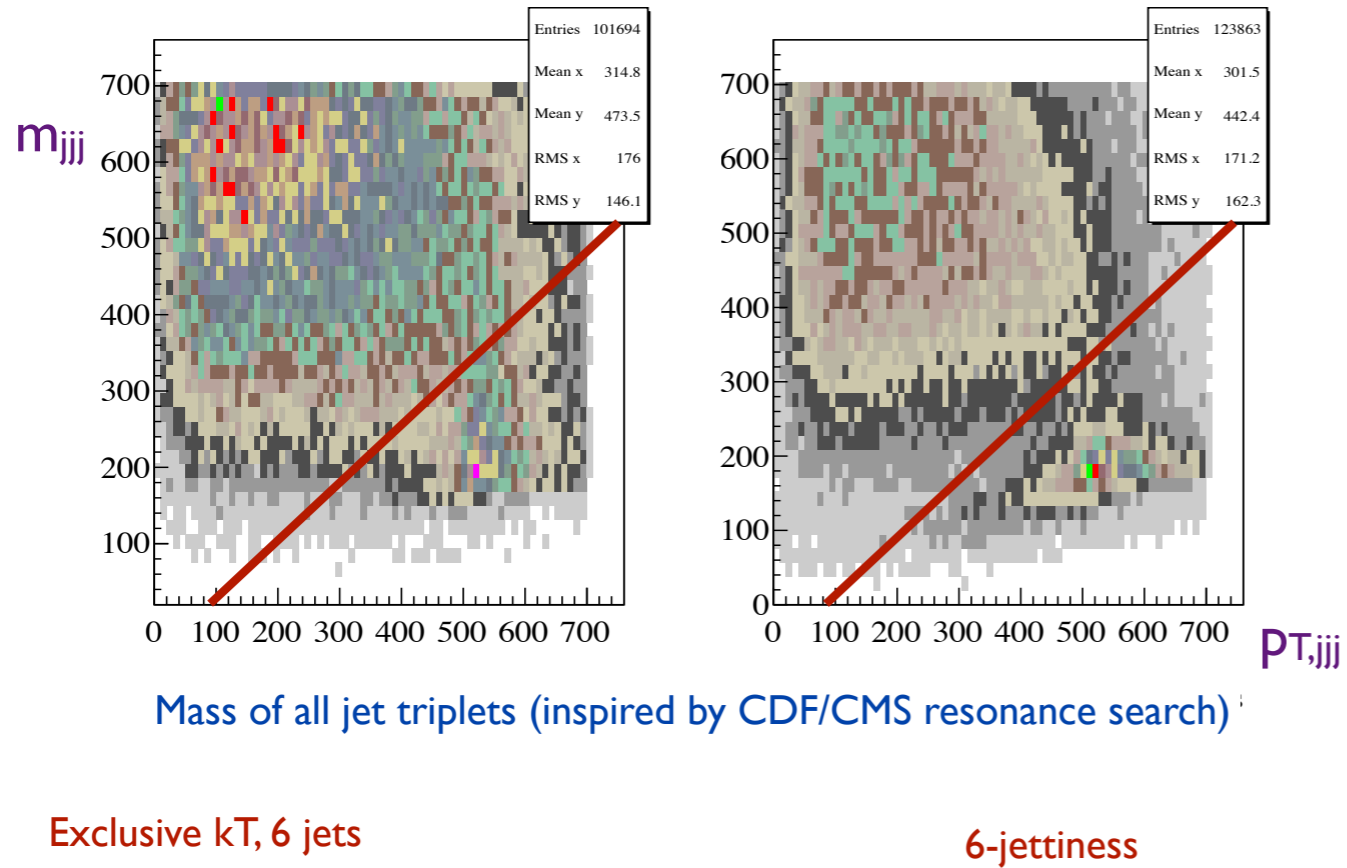 Entries 101694
Mean x 314.8
Mean y 473.5
RMS x 176
RMS y 146.1
mjjj
700
600
500
400
300
200
100
0 100 200 300 400 500 600 700
Entries 123863
Mean x 301.5
Mean y 442.4
RMS x 171.2
RMS y 162.3
700
600
500
400
300
200
100
0
0 100 200 300 400 500 600 700
pT,jjj
Mass of all jet triplets (inspired by CDF/CMS resonance search)
Exclusive kT, 6 jets
6-jettiness